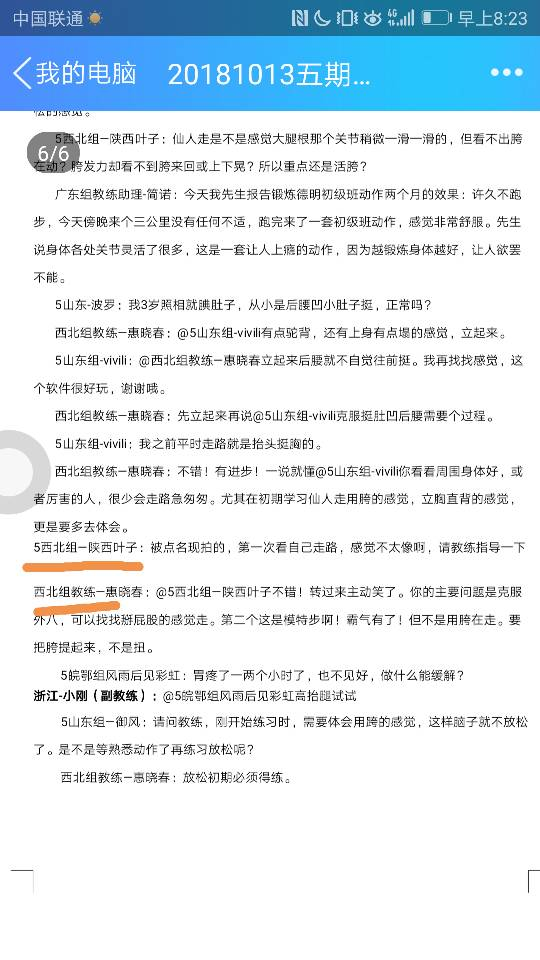 中国联通
早上8:23
我的电脑
20181013五期...
松的感觉。
6/6
5西北组—陕西叶子：仙人走是不是感觉大腿根那个关节稍微一滑一滑的，但看不出胯
在动？胯发力却看不到胯来回或上下晃？所以重点还是活胯？
广东组教练助理-简诺：今天我先生报告锻炼德明初级班动作两个月的效果：许久不跑
步，今天傍晚来个三公里没有任何不适，跑完来了一套初级班动作，感觉非常舒服。先生
说身体各处关节灵活了很多，这是一套让人上瘾的动作，因为越锻炼身体越好，让人欲罢
不能。
5山东-波罗：我3岁照相就腆肚子，从小是后腰凹小肚子挺，正常吗？
西北组教练—惠晓春：@5山东组-vivili有点驼背，还有上身有点塌的感觉，立起来。
5山东组-vivili：@西北组教练—惠晓春立起来后腰就不自觉往前挺。我再找找感觉，这
个软件很好玩，谢谢哦。
西北组教练—惠晓春：先立起来再说@5山东组-vivili克服挺肚凹后腰需要个过程。
5山东组-vivili：我之前平时走路就是抬头挺胸的。
西北组教练—惠晓春：不错！有进步！一说就懂@5山东组-vivili你看看周围身体好，或
者厉害的人，很少会走路急匆匆。尤其在初期学习仙人走用胯的感觉，立胸直背的感觉，
更是要多去体会。
5西北组—陕西叶子：被点名现拍的，第一次看自己走路，感觉不太像啊，请教练指导一下
西北组教练—惠晓春：@5西北组—陕西叶子不错！转过来主动笑了。你的主要问题是克服
外八，可以找找掰屁股的感觉走。第二个这是模特步啊！霸气有了！但不是用胯在走。要
把胯提起来，不是扭。
5皖鄂组风雨后见彩虹：胃疼了一两个小时了，也不见好，做什么能缓解？
浙江-小刚（副教练）：@5皖鄂组风雨后见彩虹高抬腿试试
5山东组—御风：请问教练，刚开始练习时，需要体会用胯的感觉，这样脑子就不放松
了。是不是等熟悉动作了再练习放松呢？
西北组教练—惠晓春：放松初期必须得练。